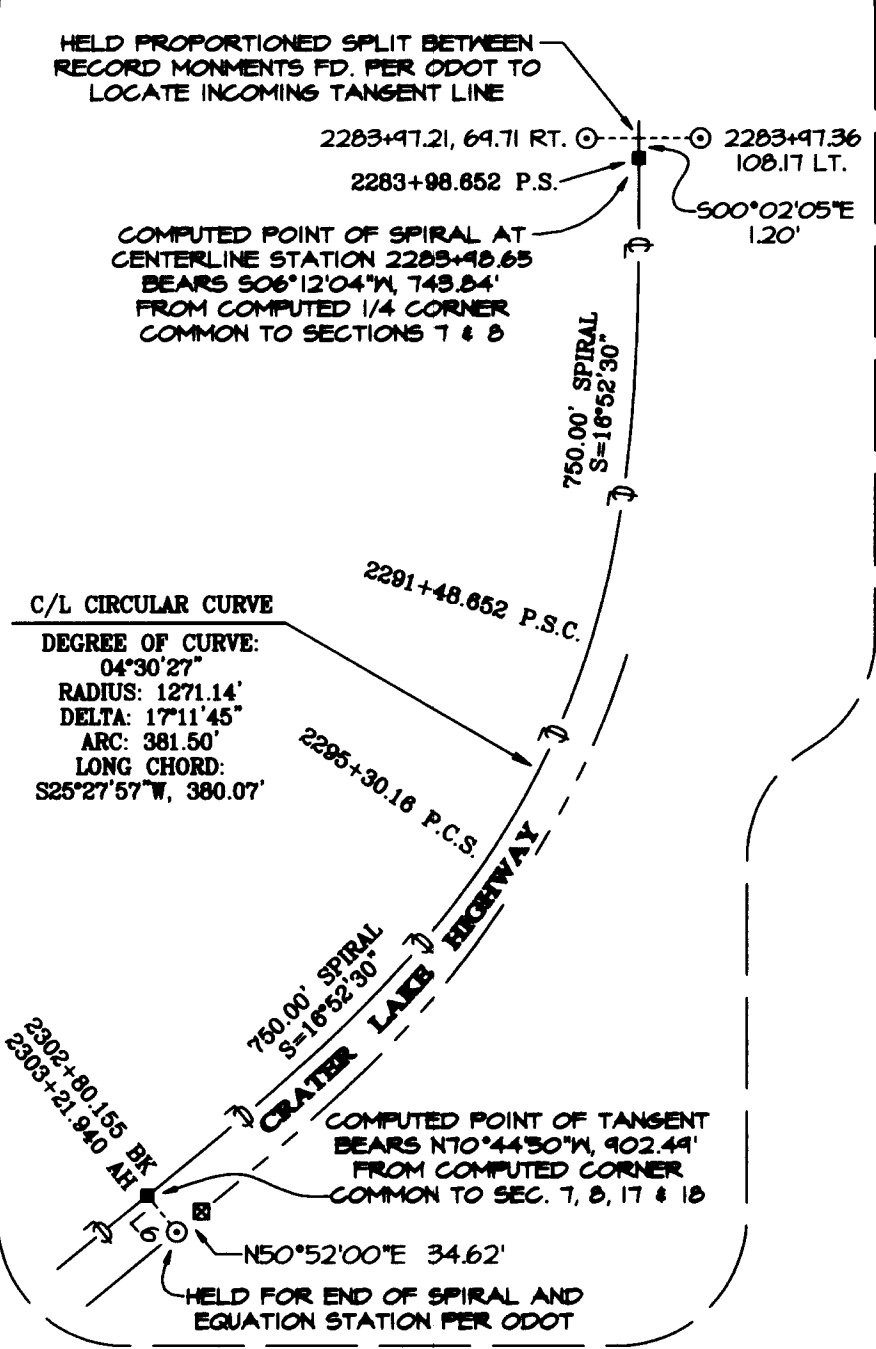 HELD PROPORTIONED SPLIT BETWEEN
RECORD MONMENTS FD. PER ODOT TO
LOCATE INCOMING TANGENT LINE
2283+97.21, 69.71 RT.
2283+97.36
108.17 LT.
2283+98.652 P.S.
S00°02'05"E
1.20'
COMPUTED POINT OF SPIRAL AT
CENTERLINE STATION 2283+98.65
BEARS S06°12'04"W, 743.84'
FROM COMPUTED 1/4 CORNER
COMMON TO SECTIONS 7 & 8
750.00' SPIRAL
S=16°52'30"
2291+48.652 P.S.C.
C/L CIRCULAR CURVE
DEGREE OF CURVE:
04°30'27"
RADIUS: 1271.14'
DELTA: 17°11'45"
ARC: 381.50'
LONG CHORD:
S25°27'57"W, 380.07'
2295+30.16 P.C.S.
CRATER LAKE HIGHWAY
750.00' SPIRAL
S=16°52'30"
2302+80.155 BK
2303+21.940 AH
COMPUTED POINT OF TANGENT
BEARS N70°44'50"W, 902.49'
FROM COMPUTED CORNER
COMMON TO SEC. 7, 8, 17 & 18
L6
N50°52'00"E 34.62'
HELD FOR END OF SPIRAL AND
EQUATION STATION PER ODOT